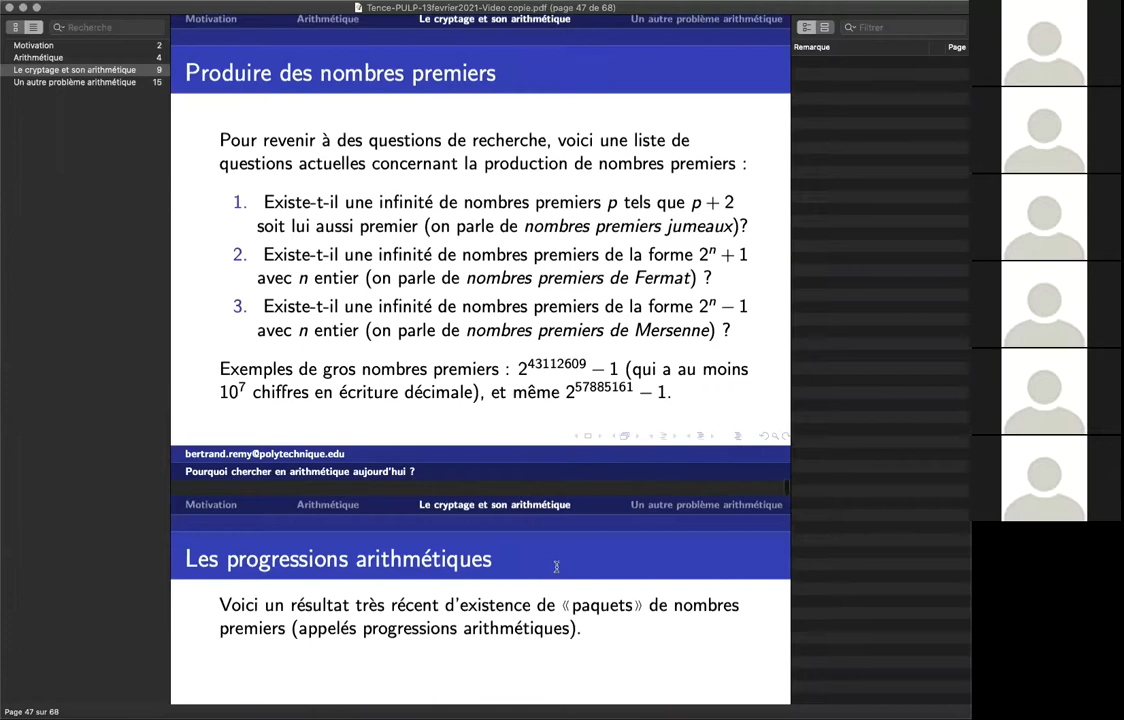 Tence-PULP-13fevrier2021-Video copie.pdf (page 47 de 68)
Recherche
Motivation 2
Arithmétique 4
Le cryptage et son arithmétique 9
Un autre problème arithmétique 15
Motivation Arithmétique Le cryptage et son arithmétique Un autre problème arithmétique
Produire des nombres premiers
Pour revenir à des questions de recherche, voici une liste de
questions actuelles concernant la production de nombres premiers :
1. Existe-t-il une infinité de nombres premiers p tels que p + 2
soit lui aussi premier (on parle de nombres premiers jumeaux)?
2. Existe-t-il une infinité de nombres premiers de la forme 2^n + 1
avec n entier (on parle de nombres premiers de Fermat) ?
3. Existe-t-il une infinité de nombres premiers de la forme 2^n − 1
avec n entier (on parle de nombres premiers de Mersenne) ?
Exemples de gros nombres premiers : 2^43112609 − 1 (qui a au moins
10^7 chiffres en écriture décimale), et même 2^57885161 − 1.
bertrand.remy@polytechnique.edu
Pourquoi chercher en arithmétique aujourd'hui ?
Motivation Arithmétique Le cryptage et son arithmétique Un autre problème arithmétique
Les progressions arithmétiques
Voici un résultat très récent d'existence de «paquets» de nombres
premiers (appelés progressions arithmétiques).
Filtrer
Remarque Page
Page 47 sur 68